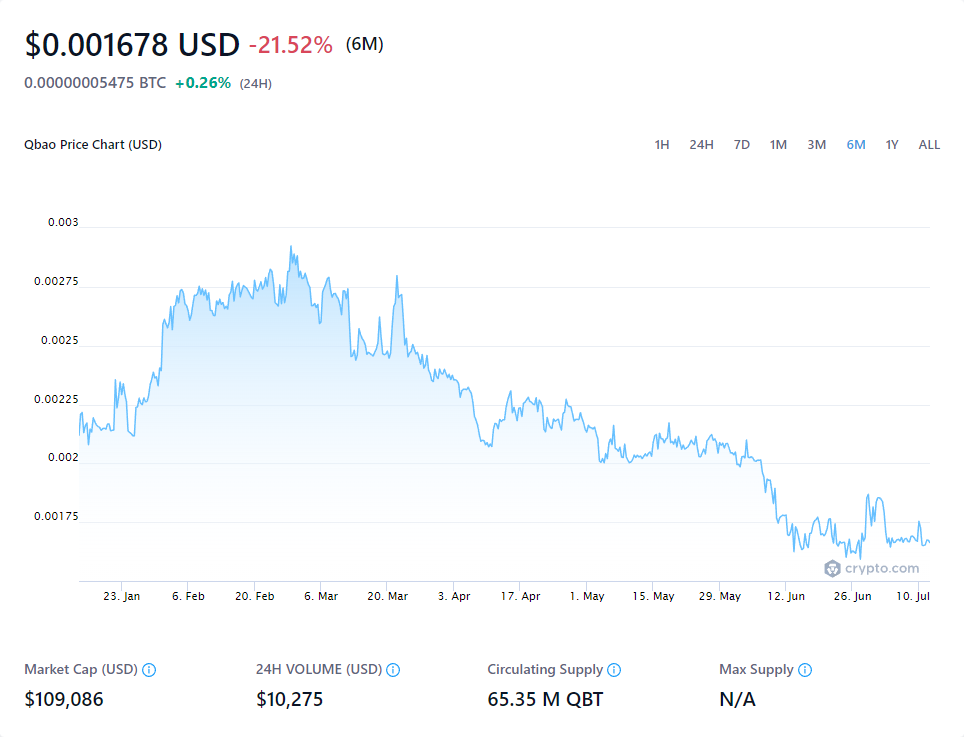 $0.001678 USD -21.52% (6M)
0.00000005475 BTC +0.26% (24H)
Qbao Price Chart (USD) 1H 24H 7D 1M 3M 6M 1Y ALL
0.003
0.00275
0.0025
0.00225
0.002
0.00175
crypto.com
23. Jan 6. Feb 20. Feb 6. Mar 20. Mar 3. Apr 17. Apr 1. May 15. May 29. May 12. Jun 26. Jun 10. Jul
Market Cap (USD) 24H VOLUME (USD) Circulating Supply Max Supply
$109,086 $10,275 65.35 M QBT N/A